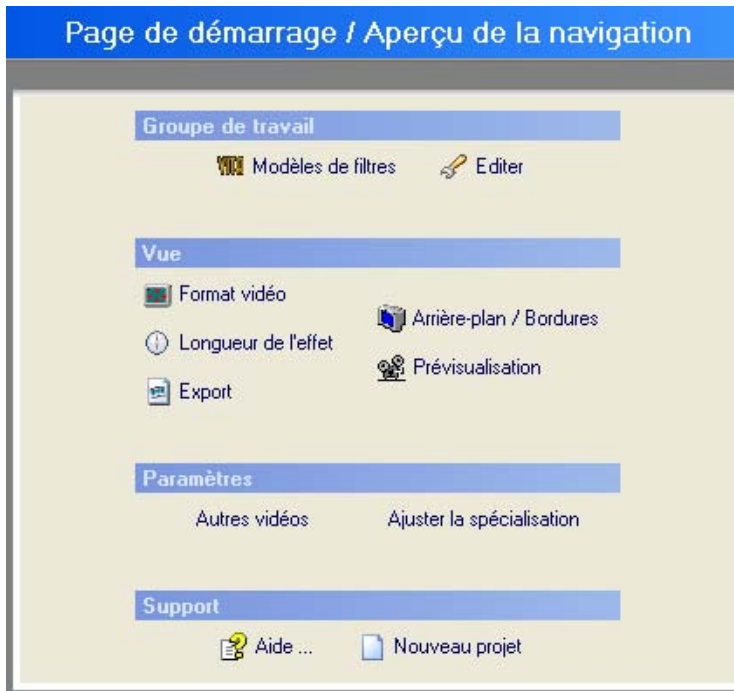 Page de démarrage / Aperçu de la navigation
Groupe de travail
Modèles de filtres Editer
Vue
Format vidéo
Arrière-plan / Bordures
Longueur de l'effet
Prévisualisation
Export
Paramètres
Autres vidéos Ajuster la spécialisation
Support
Aide ... Nouveau projet